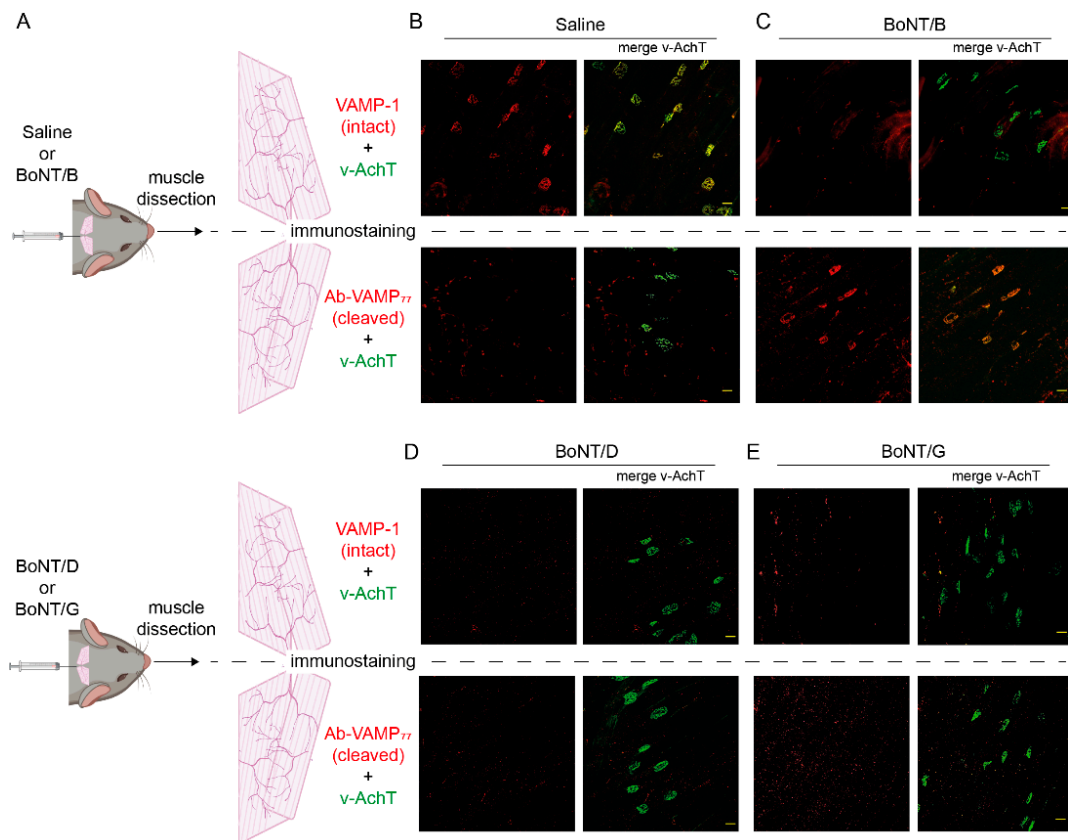 A
Saline
or
BoNT/B
muscle
dissection
VAMP-1
(intact)
+
v-AchT
immunostaining
Ab-VAMP₇₇
(cleaved)
+
v-AchT
B
Saline
merge v-AchT
C
BoNT/B
merge v-AchT
BoNT/D
or
BoNT/G
muscle
dissection
VAMP-1
(intact)
+
v-AchT
immunostaining
Ab-VAMP₇₇
(cleaved)
+
v-AchT
D
BoNT/D
merge v-AchT
E
BoNT/G
merge v-AchT